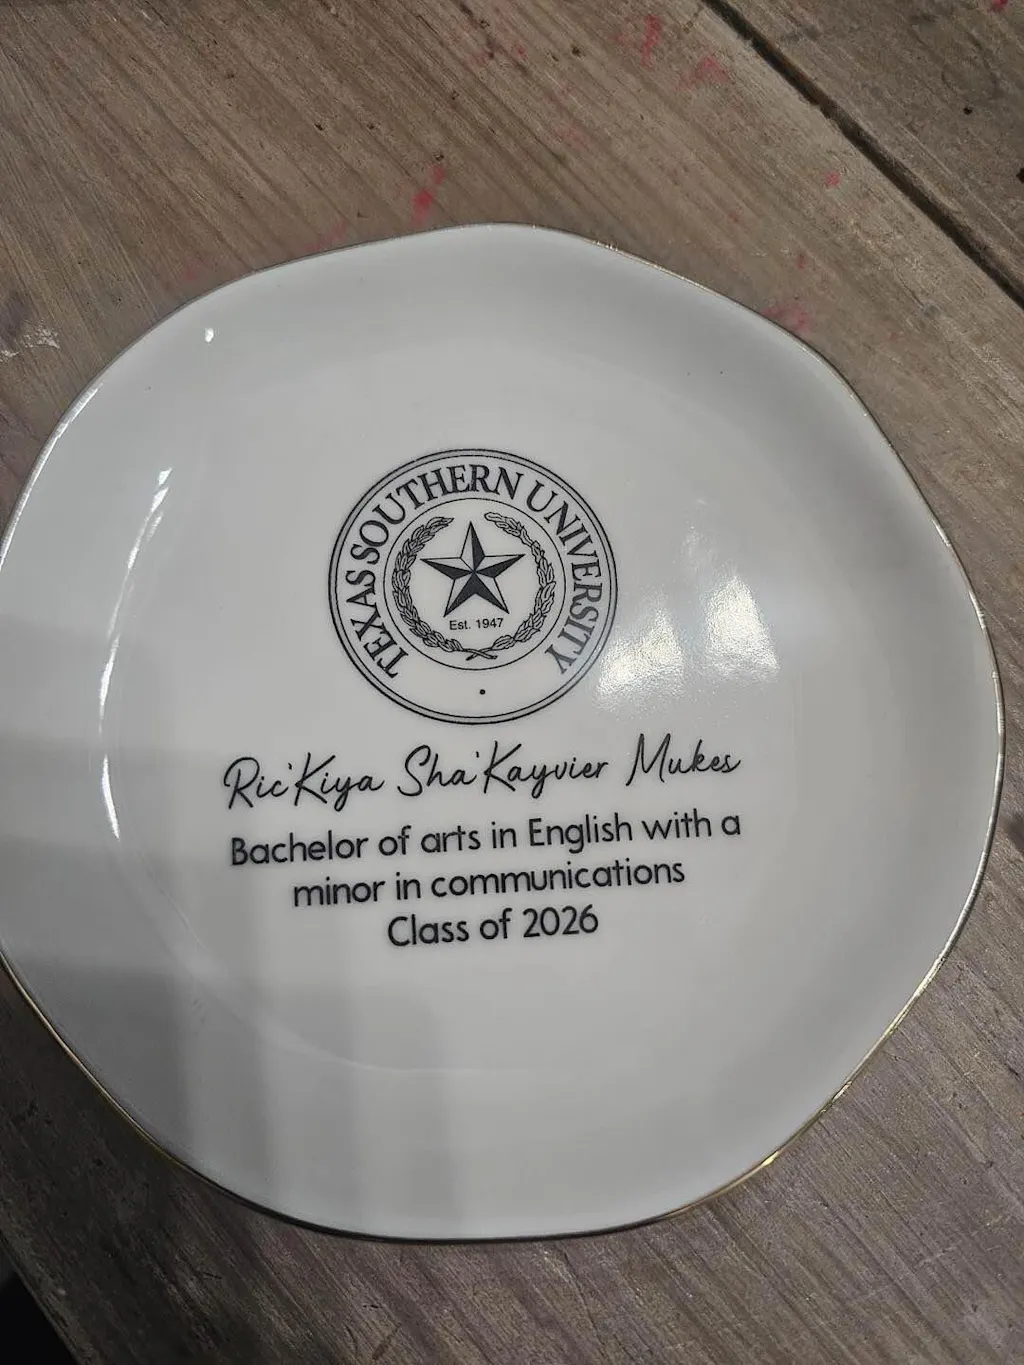 TEXAS SOUTHERN UNIVERSITY
Est. 1947
Ric'Kiya Sha'Kayvier Mukes
Bachelor of arts in English with a
minor in communications
Class of 2026